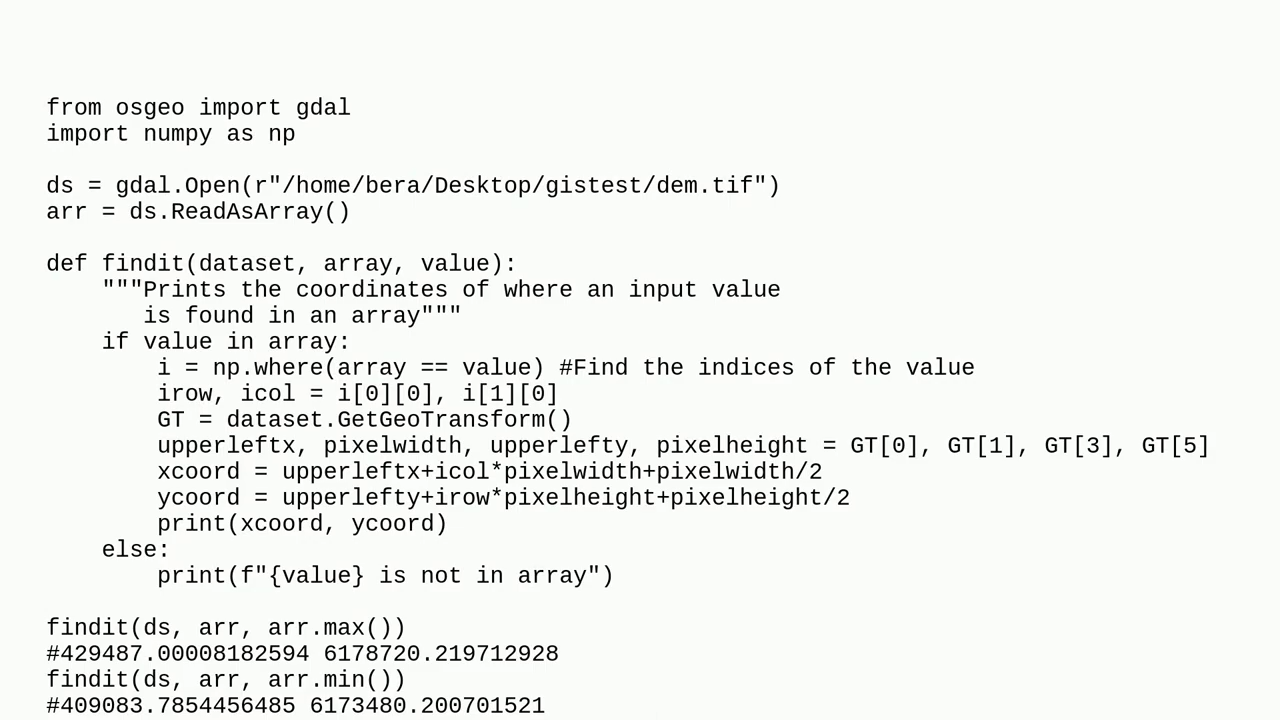 from osgeo import gdal
import numpy as np

ds = gdal.Open(r"/home/bera/Desktop/gistest/dem.tif")
arr = ds.ReadAsArray()

def findit(dataset, array, value):
    """Prints the coordinates of where an input value
       is found in an array"""
    if value in array:
        i = np.where(array == value) #Find the indices of the value
        irow, icol = i[0][0], i[1][0]
        GT = dataset.GetGeoTransform()
        upperleftx, pixelwidth, upperlefty, pixelheight = GT[0], GT[1], GT[3], GT[5]
        xcoord = upperleftx+icol*pixelwidth+pixelwidth/2
        ycoord = upperlefty+irow*pixelheight+pixelheight/2
        print(xcoord, ycoord)
    else:
        print(f"{value} is not in array")

findit(ds, arr, arr.max())
#429487.00008182594 6178720.219712928
findit(ds, arr, arr.min())
#409083.7854456485 6173480.200701521